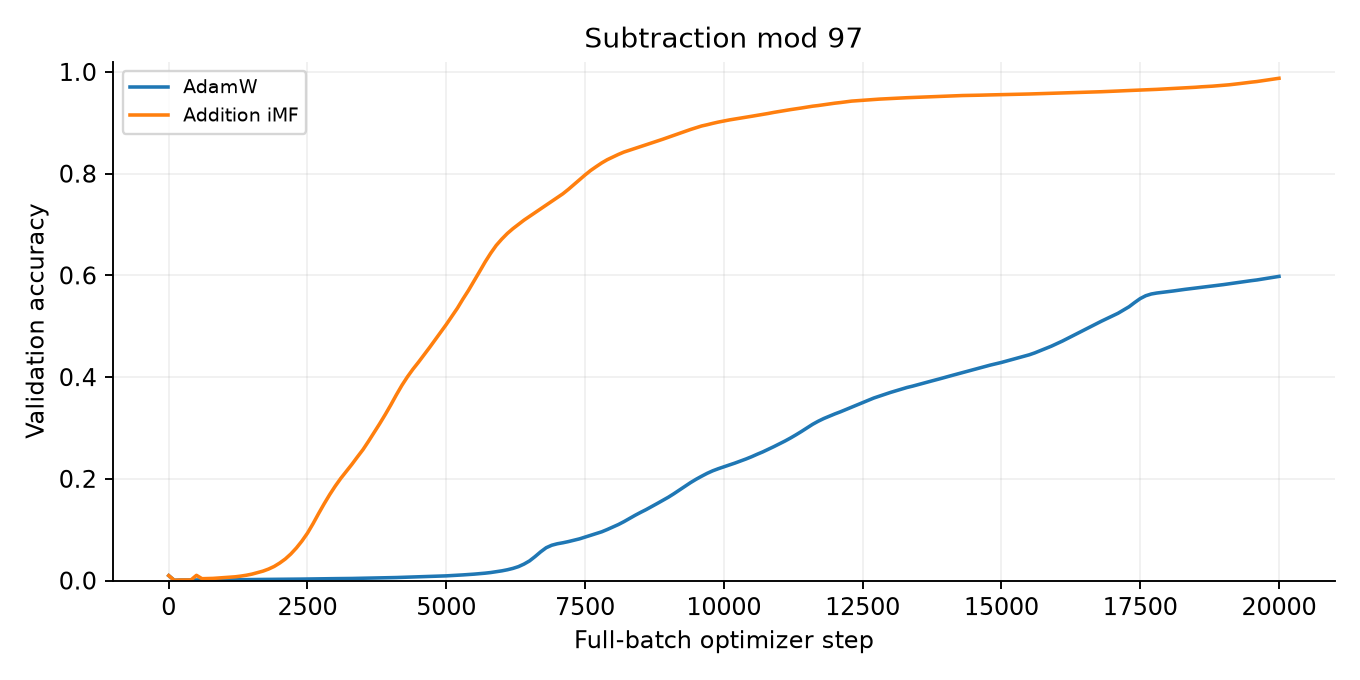 Subtraction mod 97
AdamW
Addition iMF
Validation accuracy
1.0
0.8
0.6
0.4
0.2
0.0
0 2500 5000 7500 10000 12500 15000 17500 20000
Full-batch optimizer step